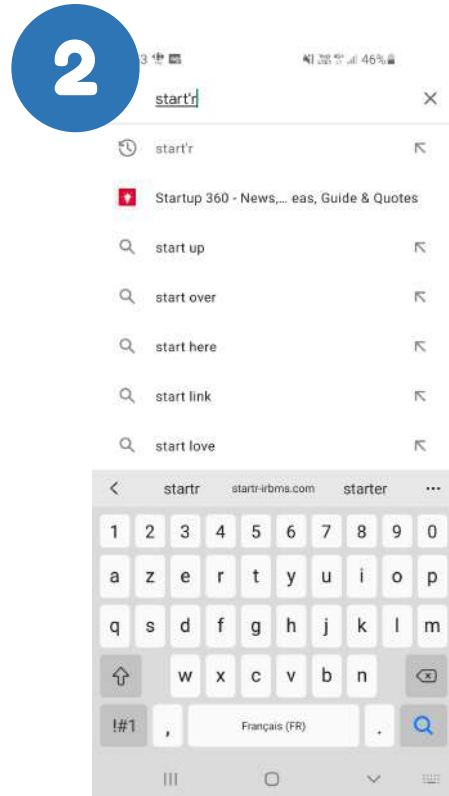 2
3
46%
start'r
start'r
Startup 360 - News,... eas, Guide & Quotes
start up
start over
start here
start link
start love
startr startr-irbms.com starter ...
1 2 3 4 5 6 7 8 9 0
a z e r t y u i o p
q s d f g h j k l m
w x c v b n
!#1 , Français (FR) .